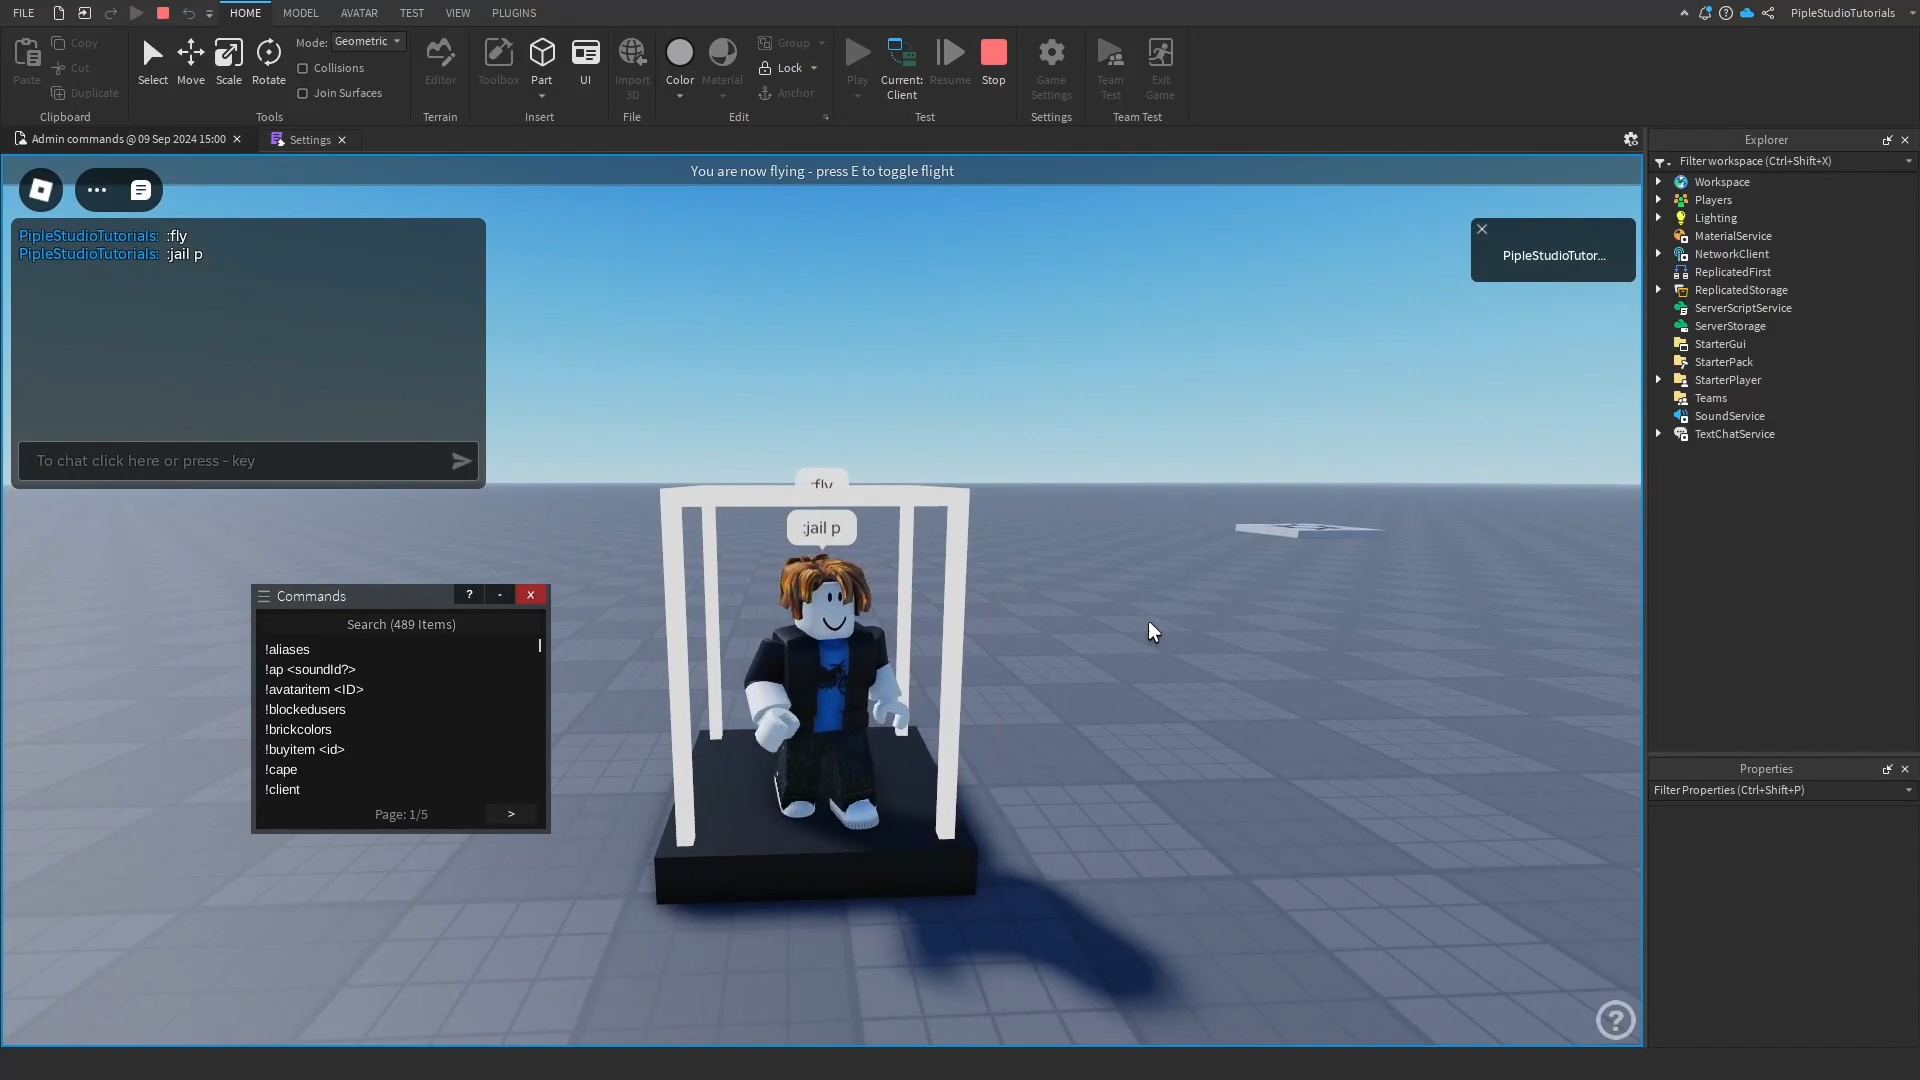 FILE HOME MODEL AVATAR TEST VIEW PLUGINS PipleStudioTutorials
Paste Copy Cut Duplicate
Clipboard
Select Move Scale Rotate
Mode: Geometric
Collisions
Join Surfaces
Tools
Editor
Terrain
Toolbox Part UI
Insert
Import 3D
File
Color Material Group Lock Anchor
Edit
Play Current: Client Resume Stop
Test
Game Settings
Settings
Team Test Exit Game
Team Test
Admin commands @ 09 Sep 2024 15:00
Settings
You are now flying - press E to toggle flight
PipleStudioTutorials: :fly
PipleStudioTutorials: :jail p
To chat click here or press - key
PipleStudioTutor...
:fly
:jail p
Commands ? - X
Search (489 Items)
!aliases
!ap <soundId?>
!avataritem <ID>
!blockedusers
!brickcolors
!buyitem <id>
!cape
!client
Page: 1/5 >
?
Explorer
Filter workspace (Ctrl+Shift+X)
Workspace
Players
Lighting
MaterialService
NetworkClient
ReplicatedFirst
ReplicatedStorage
ServerScriptService
ServerStorage
StarterGui
StarterPack
StarterPlayer
Teams
SoundService
TextChatService
Properties
Filter Properties (Ctrl+Shift+P)